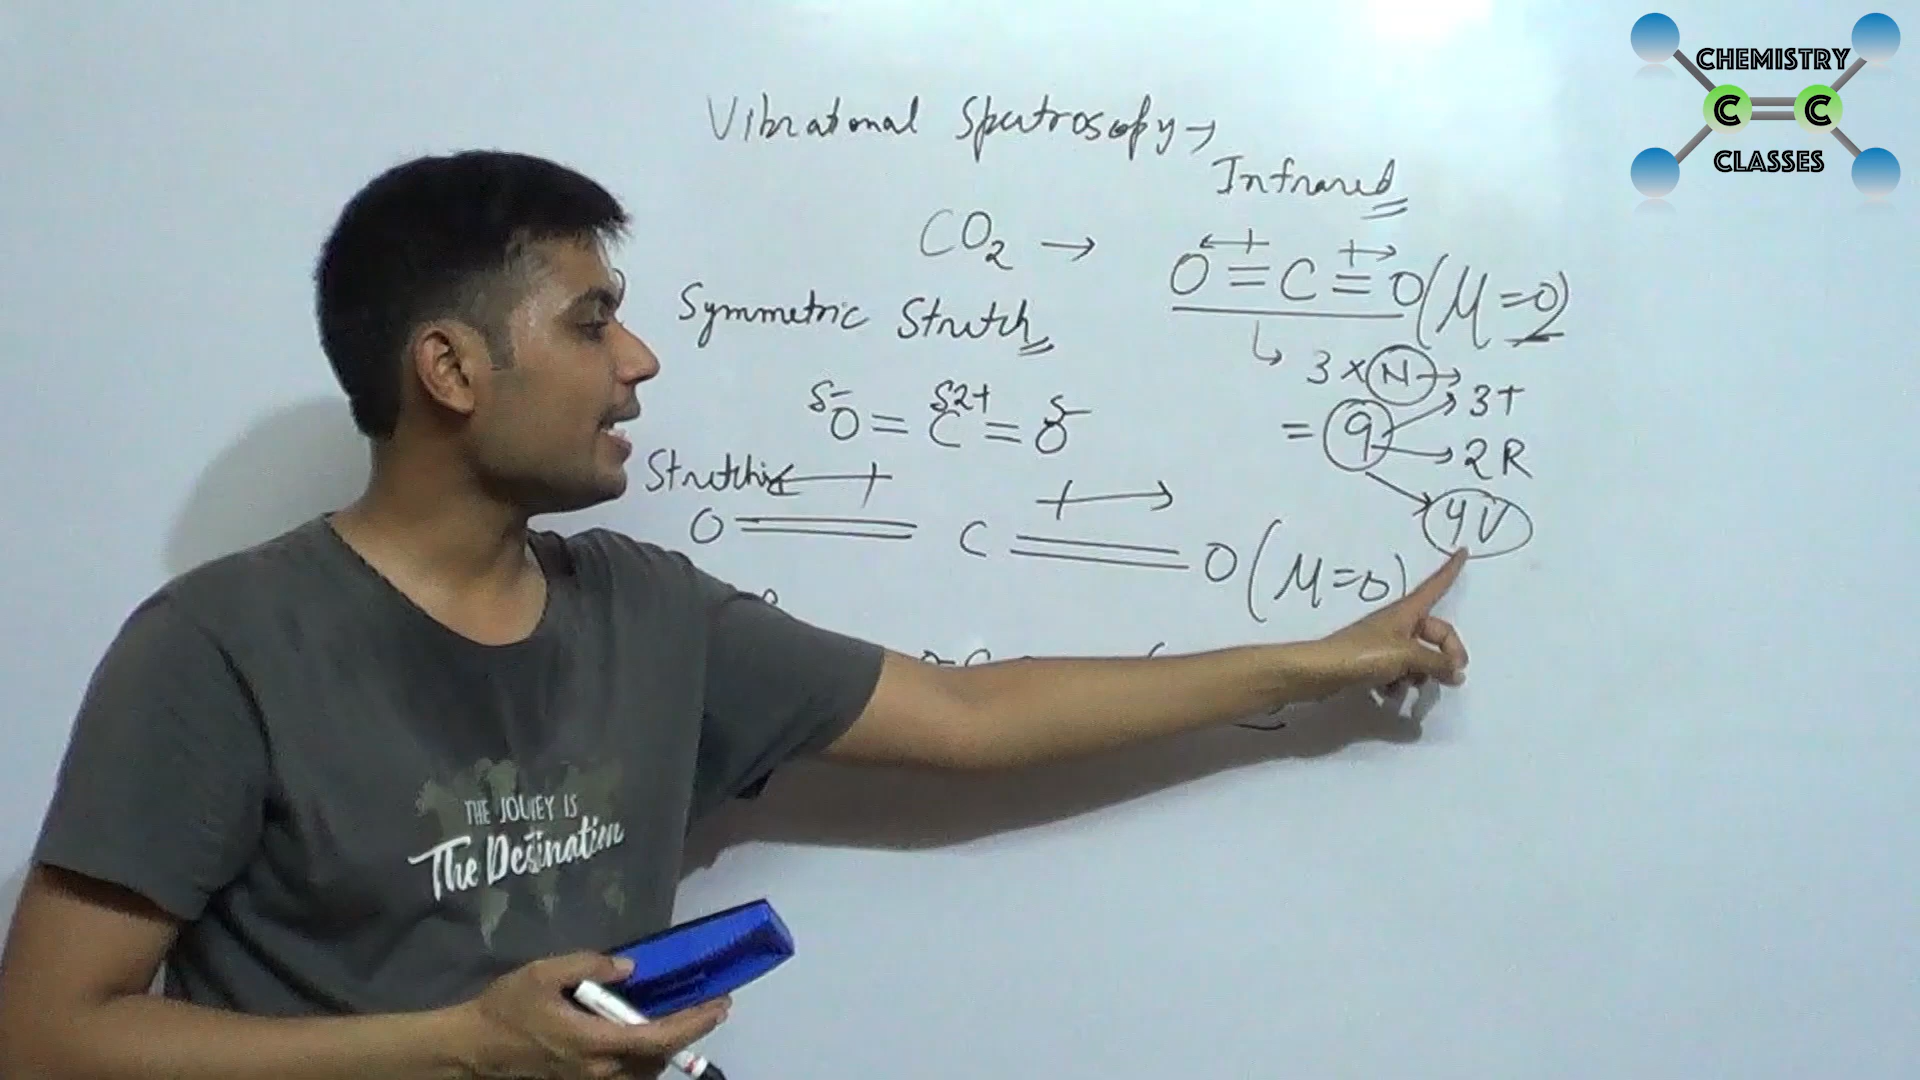 CHEMISTRY
C C
CLASSES
Vibrational Spectroscopy →
Infrared
CO₂ →
O = C = O (μ=0)
Symmetric Stretch
3 × N →
= 9
3T
2R
4V
δ- δ2+ δ-
O = C = O
Stretching
O = C = O (μ=0)
THE JOURNEY IS
The Destination